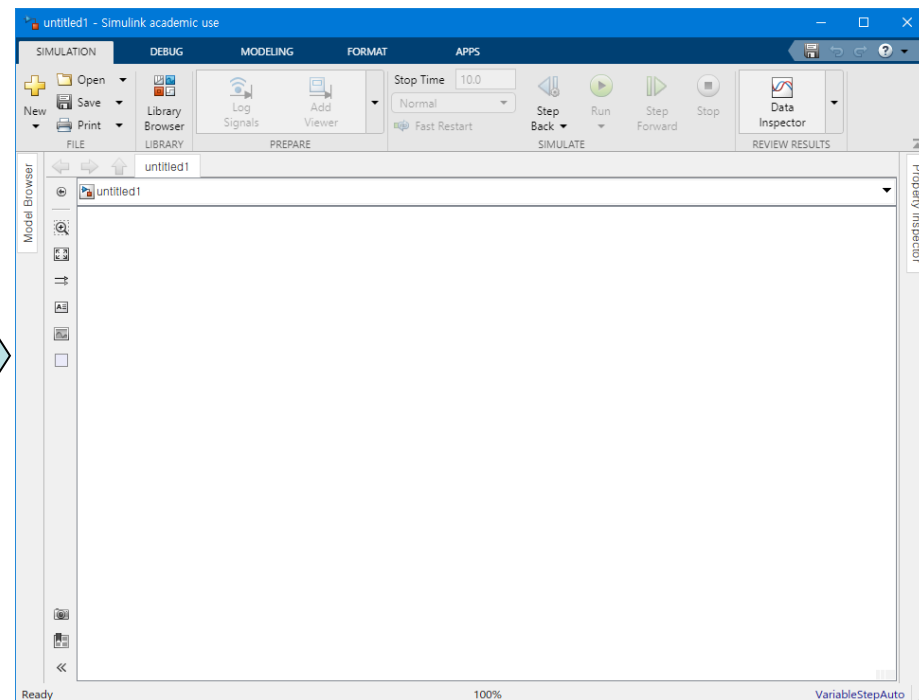 untitled1 - Simulink academic use
SIMULATION DEBUG MODELING FORMAT APPS
New
Open
Save
Print
FILE
Library
Browser
LIBRARY
Log
Signals
Add
Viewer
PREPARE
Stop Time 10.0
Normal
Fast Restart
Step
Back
Run
Step
Forward
Stop
SIMULATE
Data
Inspector
REVIEW RESULTS
Model Browser
untitled1
untitled1
Property Inspector
Ready 100% VariableStepAuto